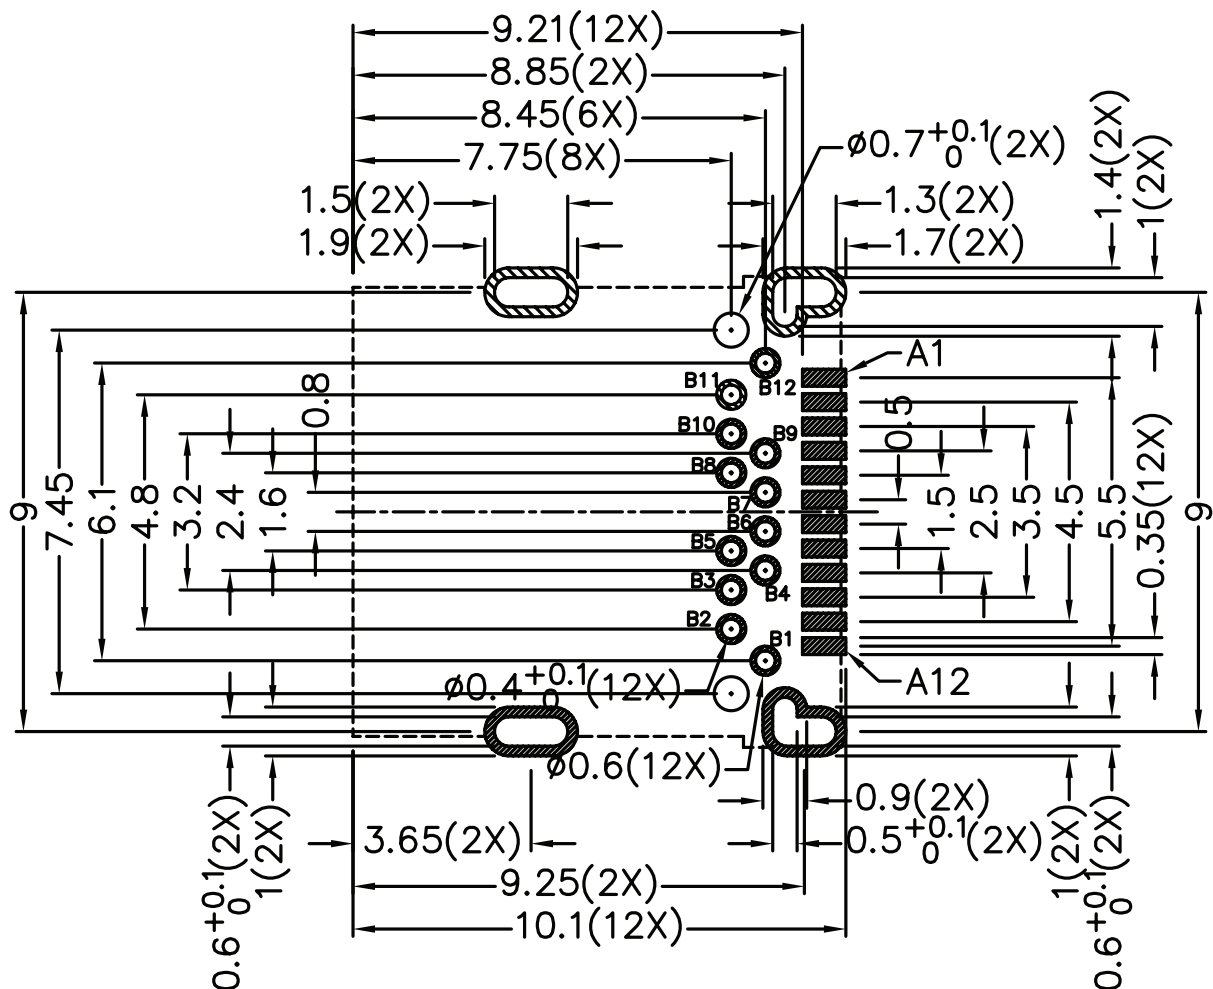 9.21(12X)
8.85(2X)
8.45(6X)
7.75(8X)
ø0.7+0.1 0(2X)
1.4(2X)
1(2X)
1.5(2X)
1.3(2X)
1.9(2X)
1.7(2X)
A1
B11
B12
0.8
B10
B9
0.5
B8
B7
9
7.45
6.1
4.8
3.2
2.4
1.6
B6
1.5
2.5
3.5
4.5
5.5
0.35(12X)
9
B5
B3
B4
B2
B1
ø0.4+0.1 0(12X)
A12
ø0.6(12X)
0.9(2X)
3.65(2X)
0.5+0.1 0(2X)
0.6+0.1 0(2X)
1(2X)
1(2X)
0.6+0.1 0(2X)
9.25(2X)
10.1(12X)